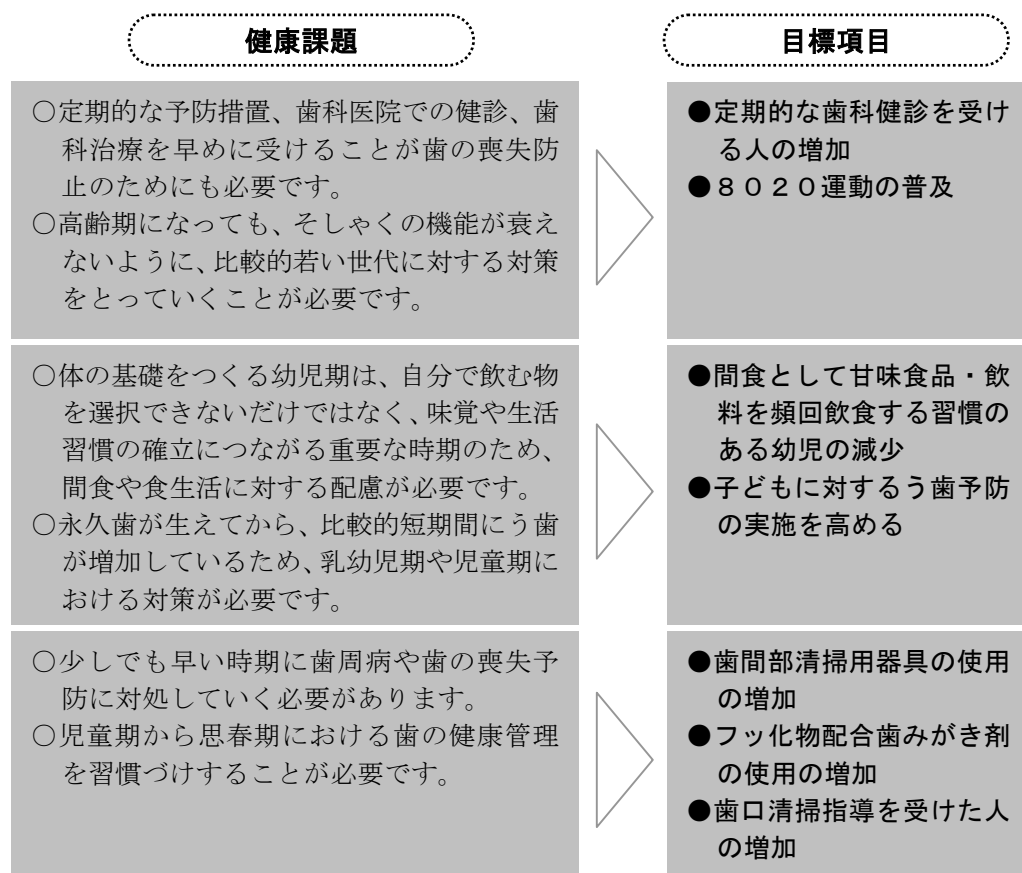 健康課題
目標項目
○定期的な予防措置、歯科医院での健診、歯
科治療を早めに受けることが歯の喪失防
止のためにも必要です。
○高齢期になっても、そしゃくの機能が衰え
ないように、比較的若い世代に対する対策
をとっていくことが必要です。
●定期的な歯科健診を受け
る人の増加
●8020運動の普及
○体の基礎をつくる幼児期は、自分で飲む物
を選択できないだけではなく、味覚や生活
習慣の確立につながる重要な時期のため、
間食や食生活に対する配慮が必要です。
○永久歯が生えてから、比較的短期間にう歯
が増加しているため、乳幼児期や児童期に
おける対策が必要です。
●間食として甘味食品・飲
料を頻回飲食する習慣の
ある幼児の減少
●子どもに対するう歯予防
の実施を高める
○少しでも早い時期に歯周病や歯の喪失予
防に対処していく必要があります。
○児童期から思春期における歯の健康管理
を習慣づけすることが必要です。
●歯間部清掃用器具の使用
の増加
●フッ化物配合歯みがき剤
の使用の増加
●歯口清掃指導を受けた人
の増加